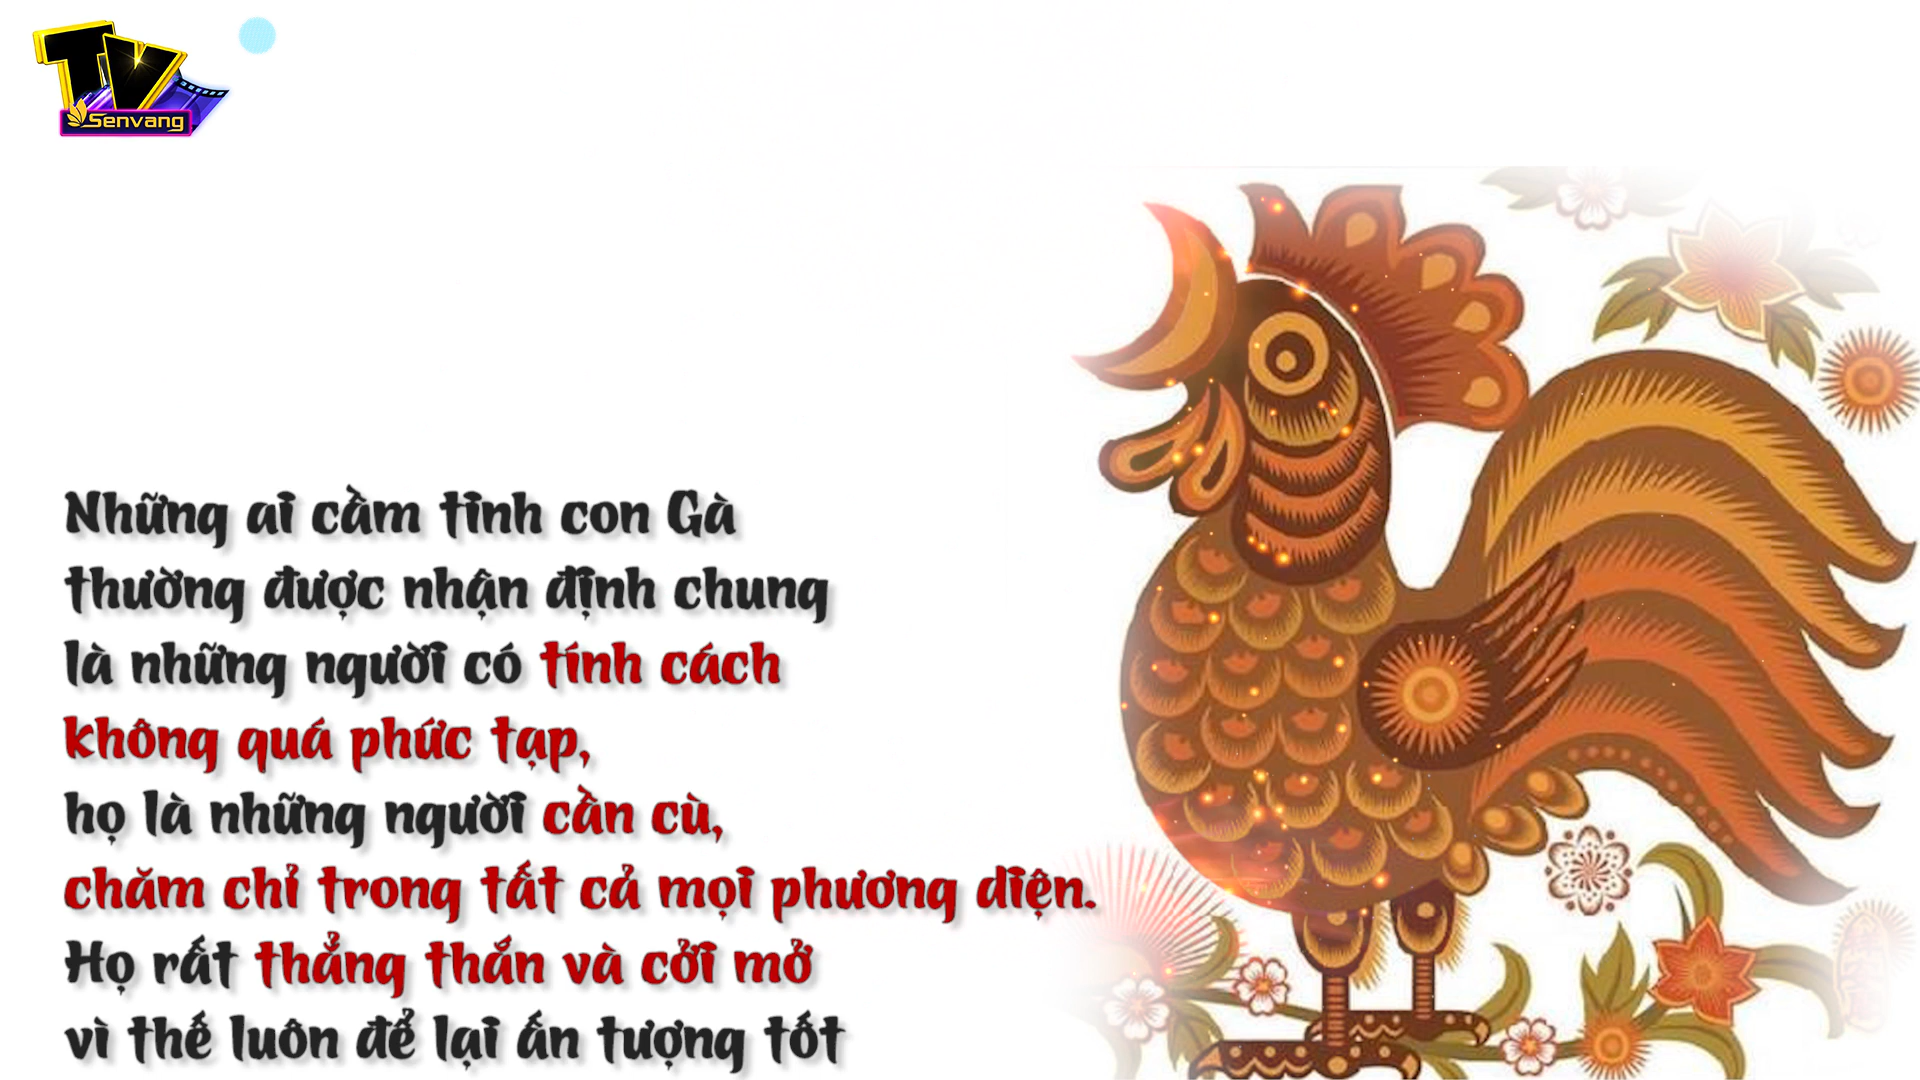 TV
Senvang
Những ai cầm tinh con Gà
thường được nhận định chung
là những người có tính cách
không quá phức tạp,
họ là những người cần cù,
chăm chỉ trong tất cả mọi phương diện.
Họ rất thẳng thắn và cởi mở
vì thế luôn để lại ấn tượng tốt